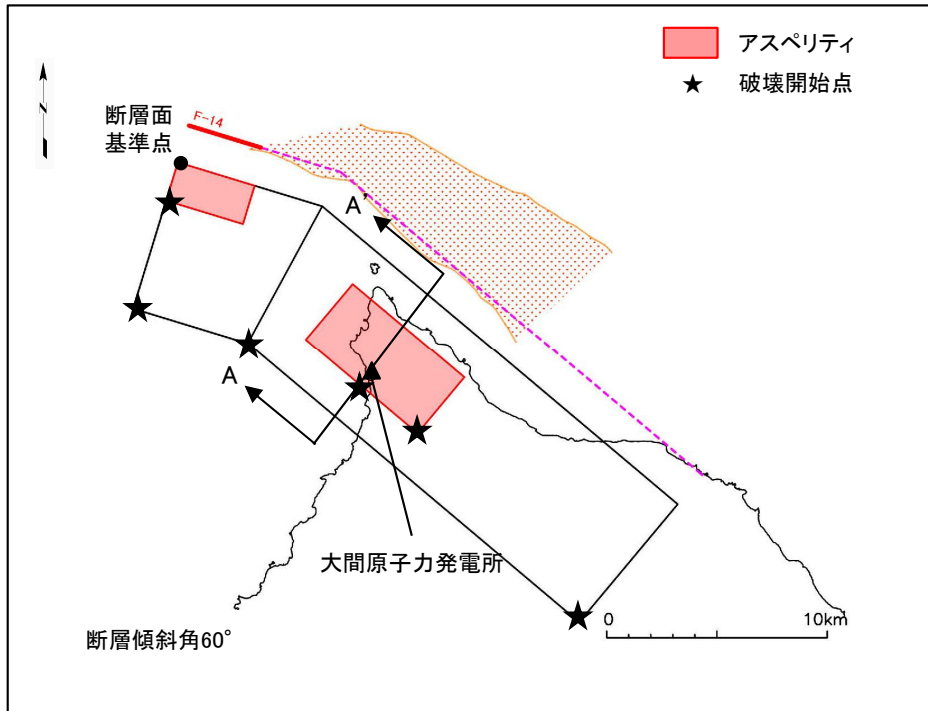 アスペリティ
破壊開始点
N
断層面
基準点
F-14
A'
A
大間原子力発電所
断層傾斜角60°
0
10km